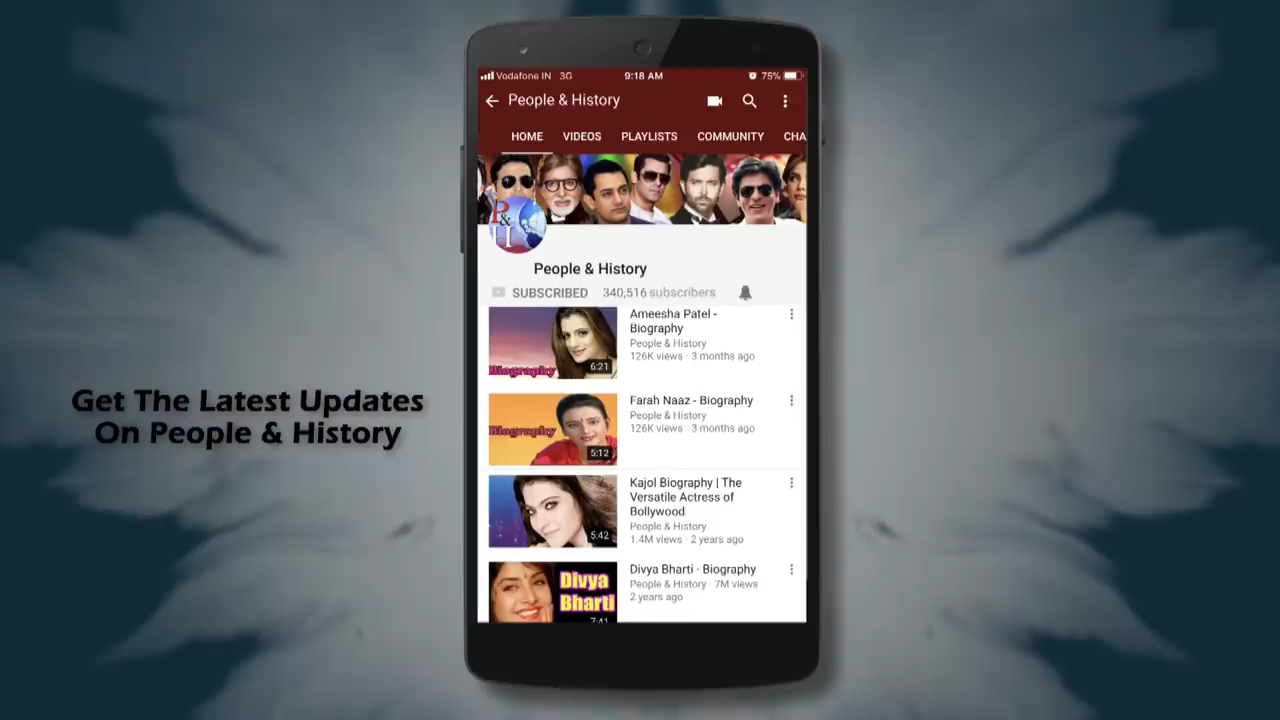 Vodafone IN 3G 9:18 AM 75%
People & History
HOME VIDEOS PLAYLISTS COMMUNITY CHA
P
&
H
People & History
SUBSCRIBED 340,516 subscribers
Ameesha Patel -
Biography
People & History
126K views · 3 months ago
Biography
6:21
Farah Naaz - Biography
People & History
126K views · 3 months ago
Biography
5:12
Kajol Biography | The
Versatile Actress of
Bollywood
People & History
1.4M views · 2 years ago
5:42
Divya Bharti - Biography
People & History · 7M views
2 years ago
Divya
Bharti
7:41
Get The Latest Updates
On People & History